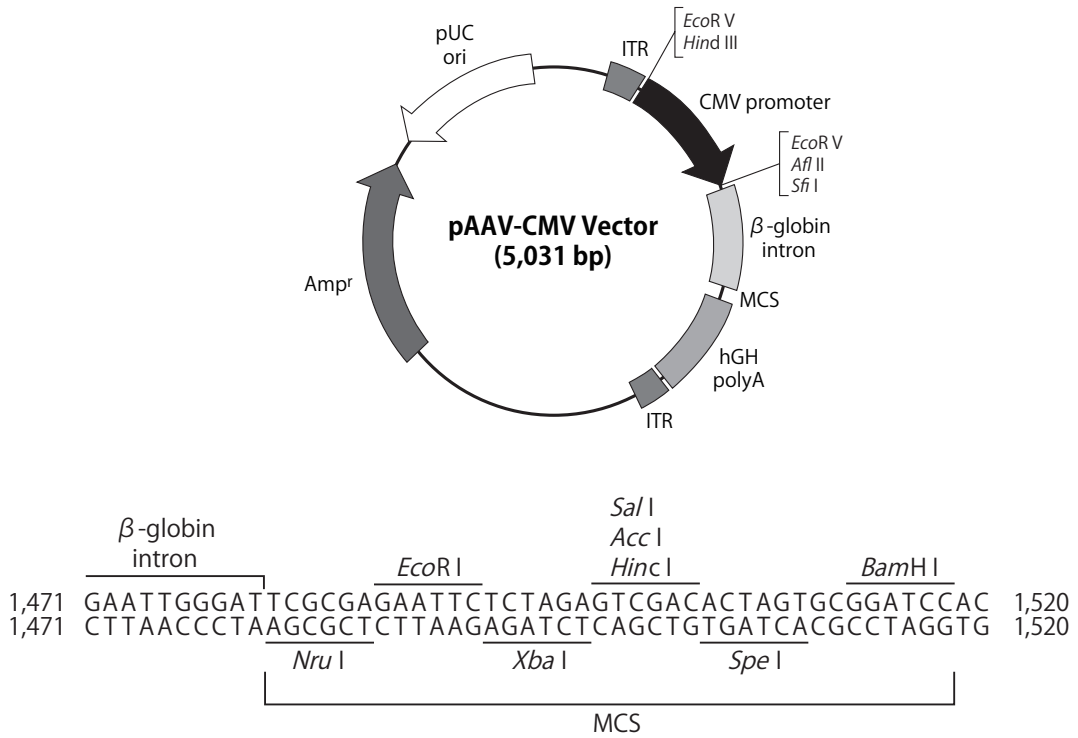 EcoR V
Hind III
pUC
ori
ITR
CMV promoter
EcoR V
Afl II
Sfi I
pAAV-CMV Vector
(5,031 bp)
β-globin
intron
Ampr
MCS
hGH
polyA
ITR
β-globin
intron
EcoR I
Sal I
Acc I
Hinc I
BamH I
1,471 GAATTGGGATTCGCGAGAATTCTCTAGAGTCGACACTAGTGCGGATCCAC 1,520
1,471 CTTAACCCTAAGCGCTCTTAAGAGATCTCAGCTGTGATCACGCCTAGGTG 1,520
Nru I
Xba I
Spe I
MCS